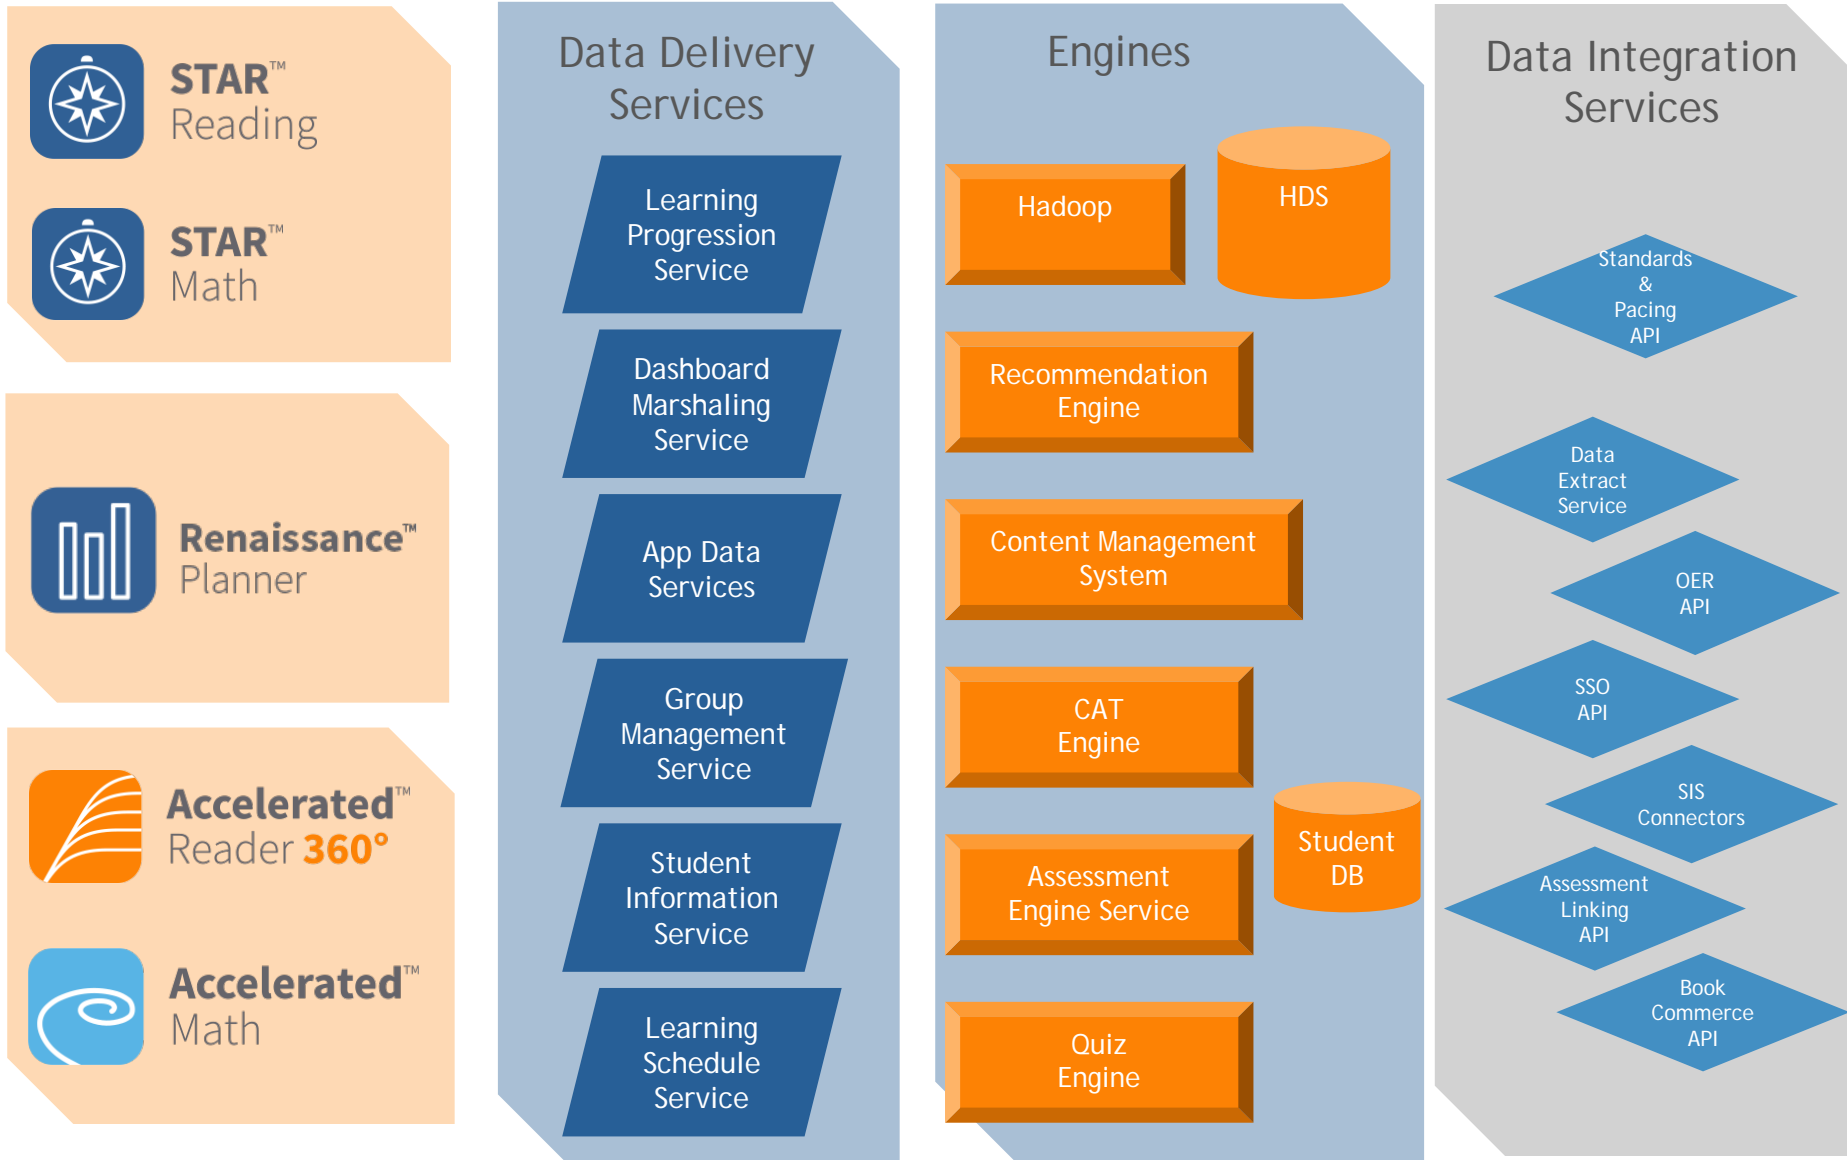 STAR™
Reading
STAR™
Math
Renaissance™
Planner
Accelerated™
Reader 360°
Accelerated™
Math
Data Delivery
Services
Learning
Progression
Service
Dashboard
Marshaling
Service
App Data
Services
Group
Management
Service
Student
Information
Service
Learning
Schedule
Service
Engines
Hadoop
HDS
Recommendation
Engine
Content Management
System
CAT
Engine
Student
DB
Assessment
Engine Service
Quiz
Engine
Data Integration
Services
Standards
&
Pacing
API
Data
Extract
Service
OER
API
SSO
API
SIS
Connectors
Assessment
Linking
API
Book
Commerce
API